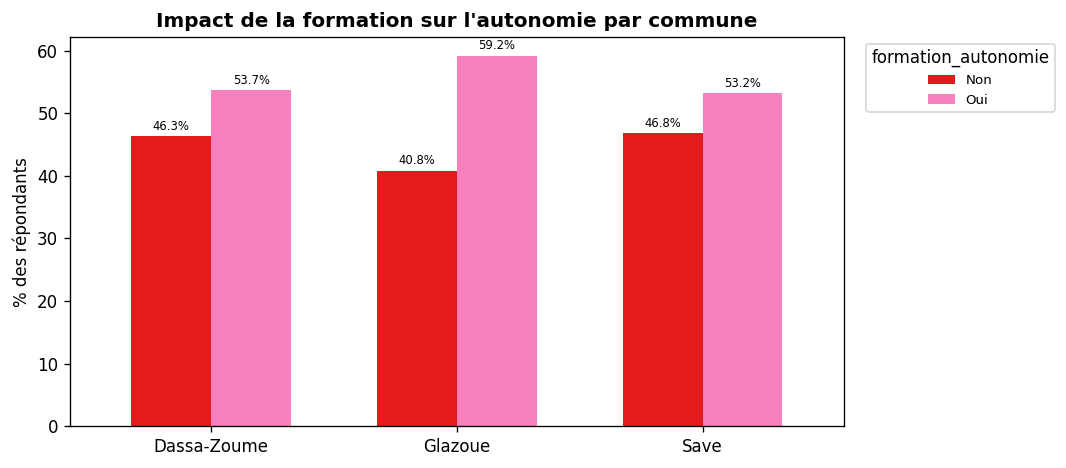 Impact de la formation sur l'autonomie par commune
% des répondants
60
50
40
30
20
10
0
46.3%
53.7%
40.8%
59.2%
46.8%
53.2%
Dassa-Zoume
Glazoue
Save
formation_autonomie
Non
Oui